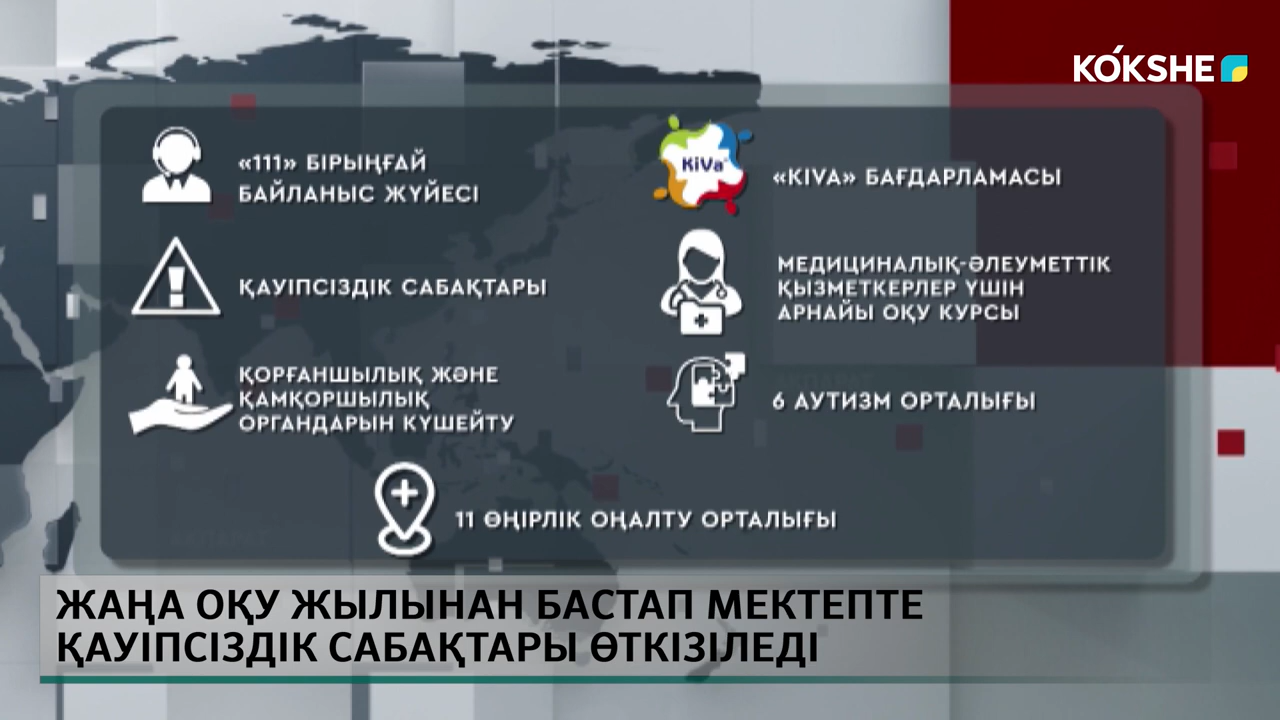 KÓKSHE
«111» БІРЫҢҒАЙ
БАЙЛАНЫС ЖҮЙЕСІ
KiVa
«KIVA» БАҒДАРЛАМАСЫ
ҚАУІПСІЗДІК САБАҚТАРЫ
МЕДИЦИНАЛЫҚ-ӘЛЕУМЕТТІК
ҚЫЗМЕТКЕРЛЕР ҮШІН
АРНАЙЫ ОҚУ КУРСЫ
ҚОРҒАНШЫЛЫҚ ЖӘНЕ
ҚАМҚОРШЫЛЫҚ
ОРГАНДАРЫН КҮШЕЙТУ
6 АУТИЗМ ОРТАЛЫҒЫ
11 ӨҢІРЛІК ОҢАЛТУ ОРТАЛЫҒЫ
ЖАҢА ОҚУ ЖЫЛЫНАН БАСТАП МЕКТЕПТЕ
ҚАУІПСІЗДІК САБАҚТАРЫ ӨТКІЗІЛЕДІ